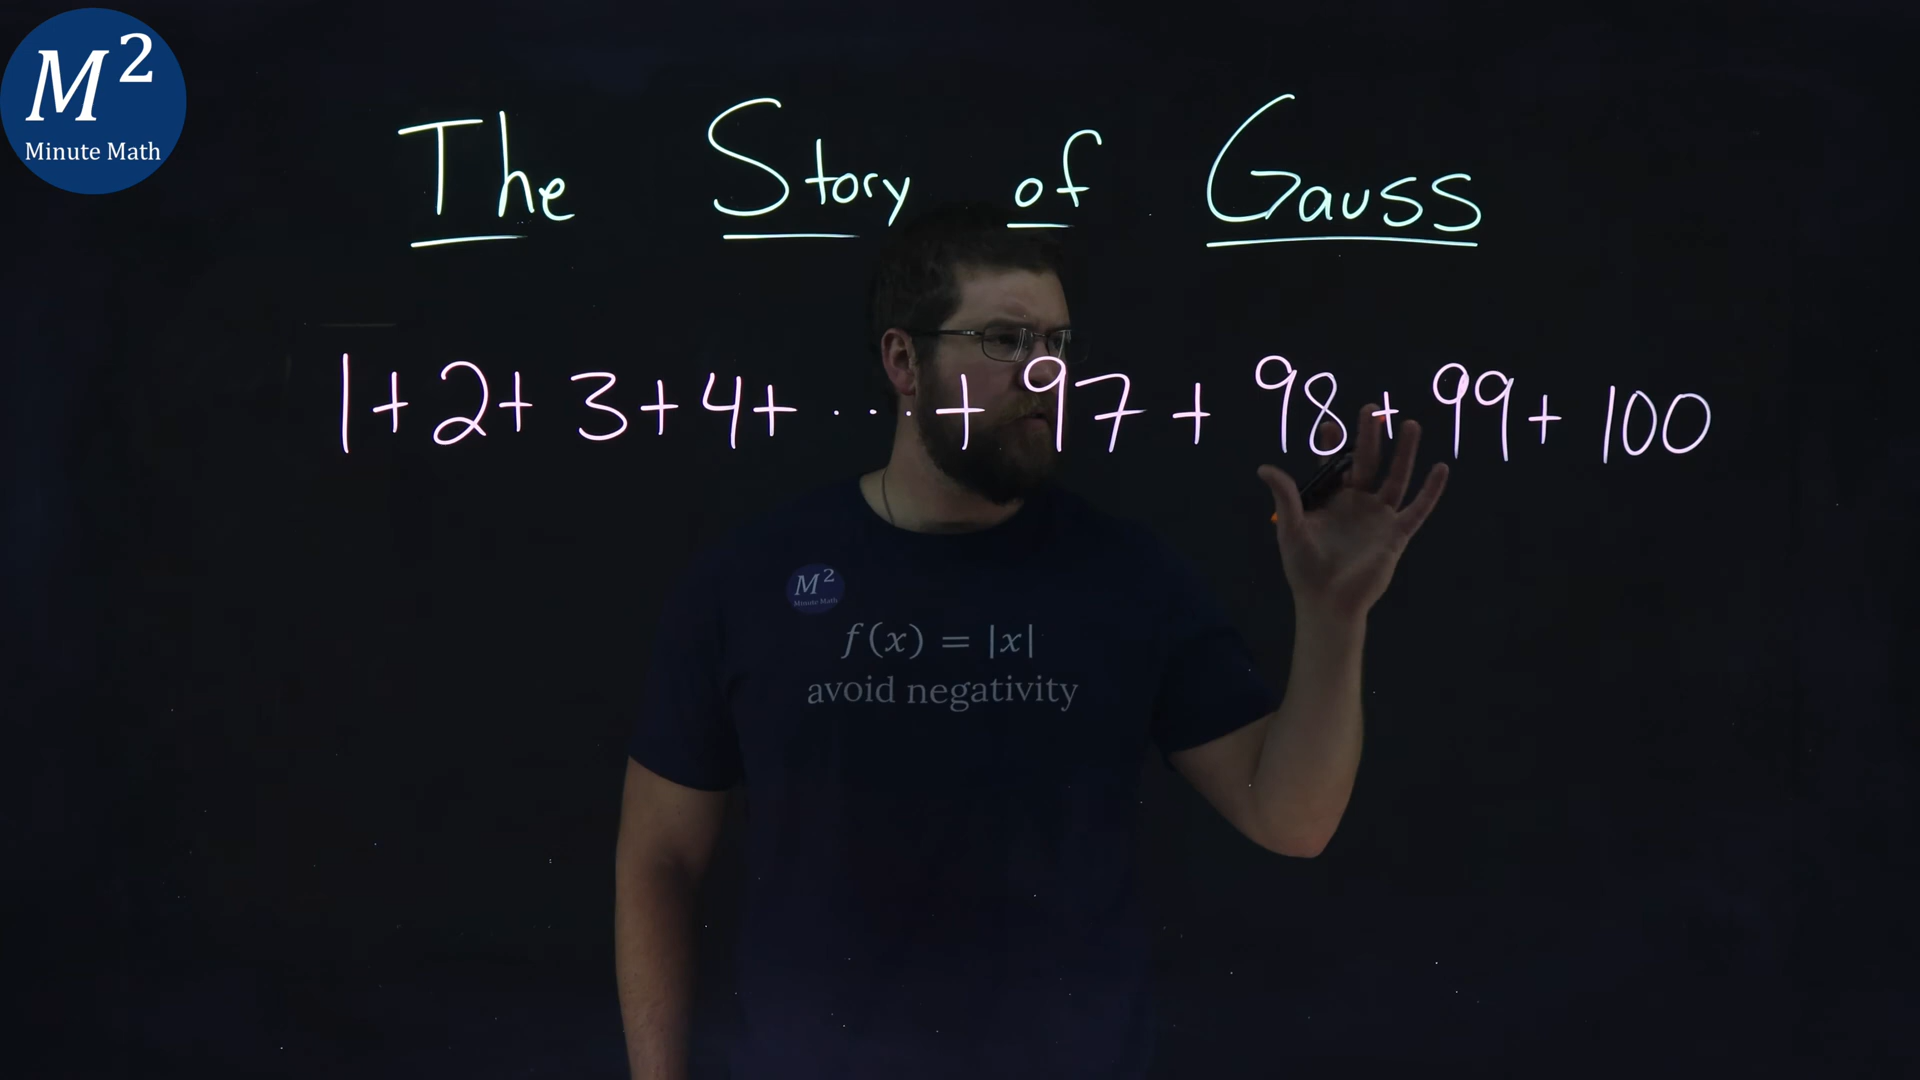 M²
Minute Math
The Story of Gauss
1 + 2 + 3 + 4 + ... + 97 + 98 + 99 + 100
M²
Minute Math
f(x) = |x|
avoid negativity